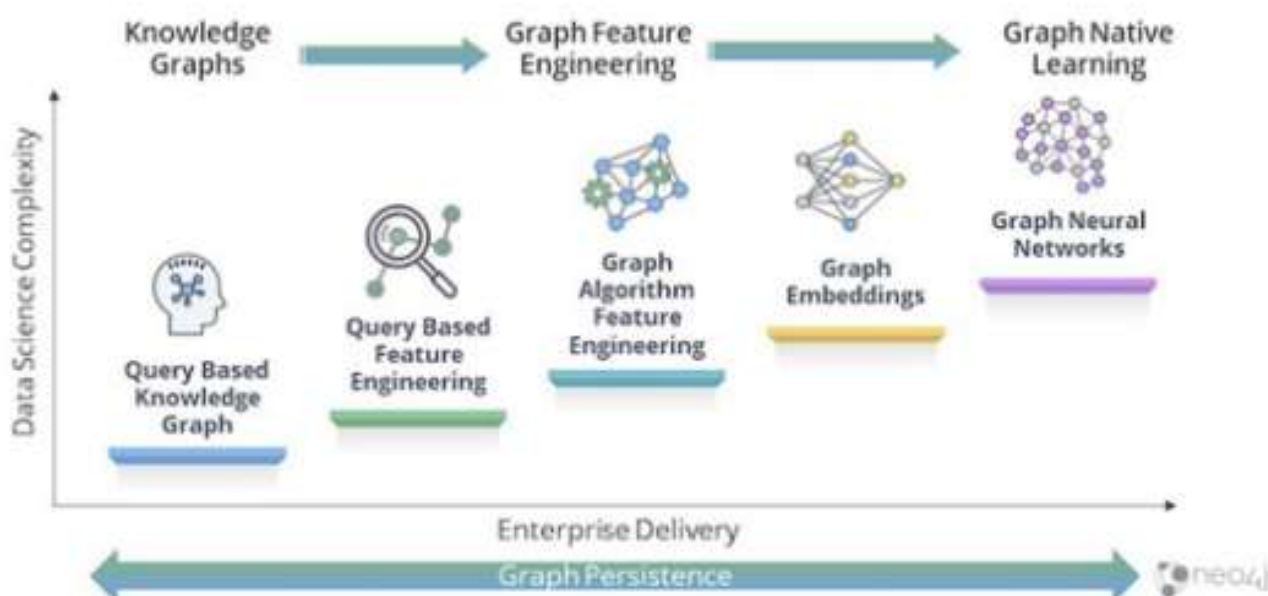 Knowledge
Graphs
Graph Feature
Engineering
Graph Native
Learning
Data Science Complexity
Query Based
Knowledge
Graph
Query Based
Feature
Engineering
Graph
Algorithm
Feature
Engineering
Graph
Embeddings
Graph Neural
Networks
Enterprise Delivery
Graph Persistence
neo4j